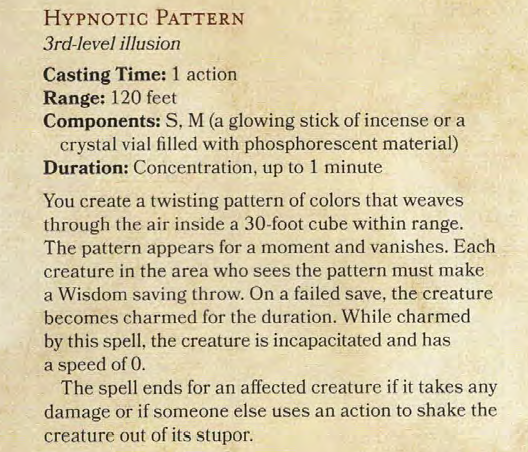 HYPNOTIC PATTERN
3rd-level illusion
Casting Time: 1 action
Range: 120 feet
Components: S, M (a glowing stick of incense or a
crystal vial filled with phosphorescent material)
Duration: Concentration, up to 1 minute
You create a twisting pattern of colors that weaves
through the air inside a 30-foot cube within range.
The pattern appears for a moment and vanishes. Each
creature in the area who sees the pattern must make
a Wisdom saving throw. On a failed save, the creature
becomes charmed for the duration. While charmed
by this spell, the creature is incapacitated and has
a speed of 0.
The spell ends for an affected creature if it takes any
damage or if someone else uses an action to shake the
creature out of its stupor.